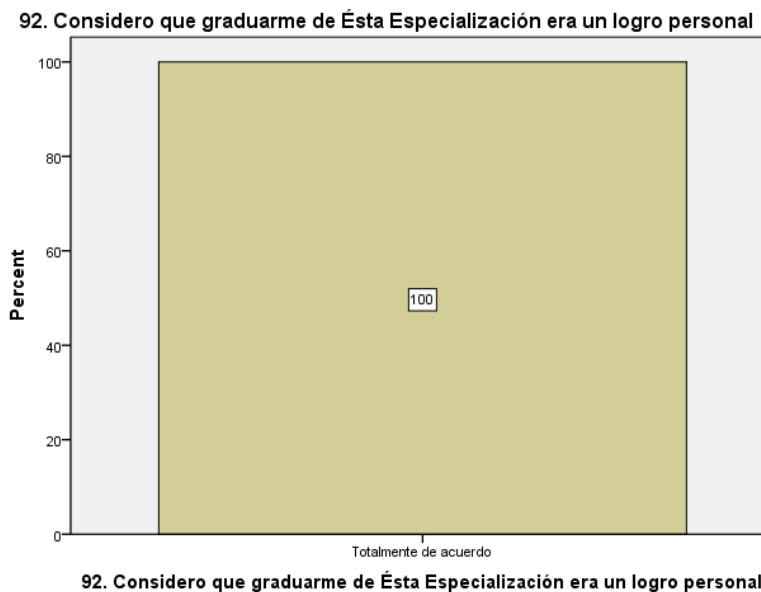 92. Considero que graduarme de Ésta Especialización era un logro personal
100
80
60
40
20
0
Percent
100
Totalmente de acuerdo
92. Considero que graduarme de Ésta Especialización era un logro personal